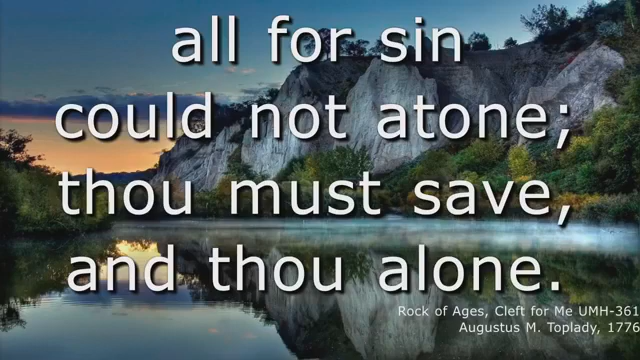 all for sin
could not atone;
thou must save,
and thou alone.
Rock of Ages, Cleft for Me UMH-361
Augustus M. Toplady, 1776